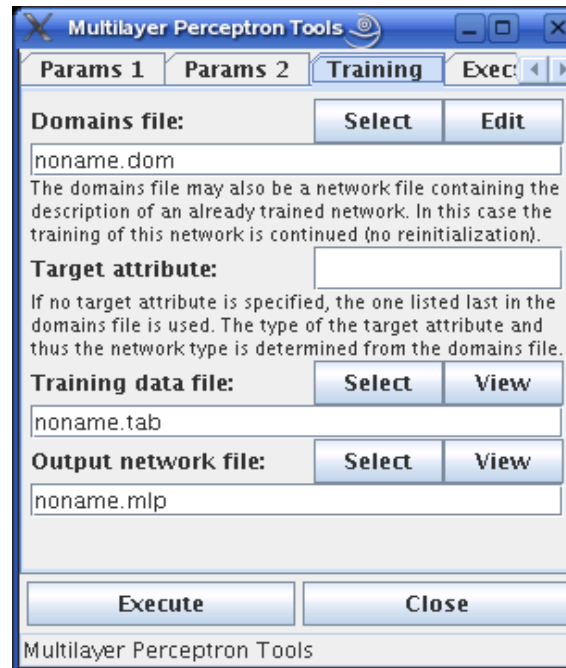 Multilayer Perceptron Tools
Params 1 Params 2 Training Exec
Domains file: Select Edit
noname.dom
The domains file may also be a network file containing the
description of an already trained network. In this case the
training of this network is continued (no reinitialization).
Target attribute:
If no target attribute is specified, the one listed last in the
domains file is used. The type of the target attribute and
thus the network type is determined from the domains file.
Training data file: Select View
noname.tab
Output network file: Select View
noname.mlp
Execute Close
Multilayer Perceptron Tools